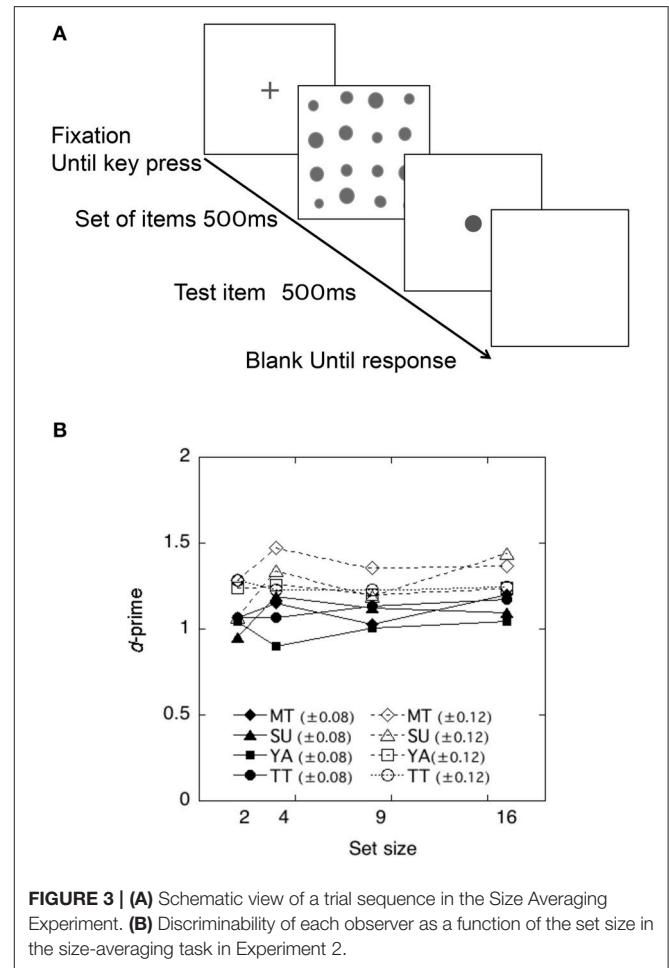 A
Fixation
Until key press
Set of items 500ms
Test item 500ms
Blank Until response
B
2
1.5
1
0.5
0
d-prime
MT (±0.08) MT (±0.12)
SU (±0.08) SU (±0.12)
YA (±0.08) YA(±0.12)
TT (±0.08) TT (±0.12)
2 4 9 16
Set size
FIGURE 3 | (A) Schematic view of a trial sequence in the Size Averaging
Experiment. (B) Discriminability of each observer as a function of the set size in
the size-averaging task in Experiment 2.